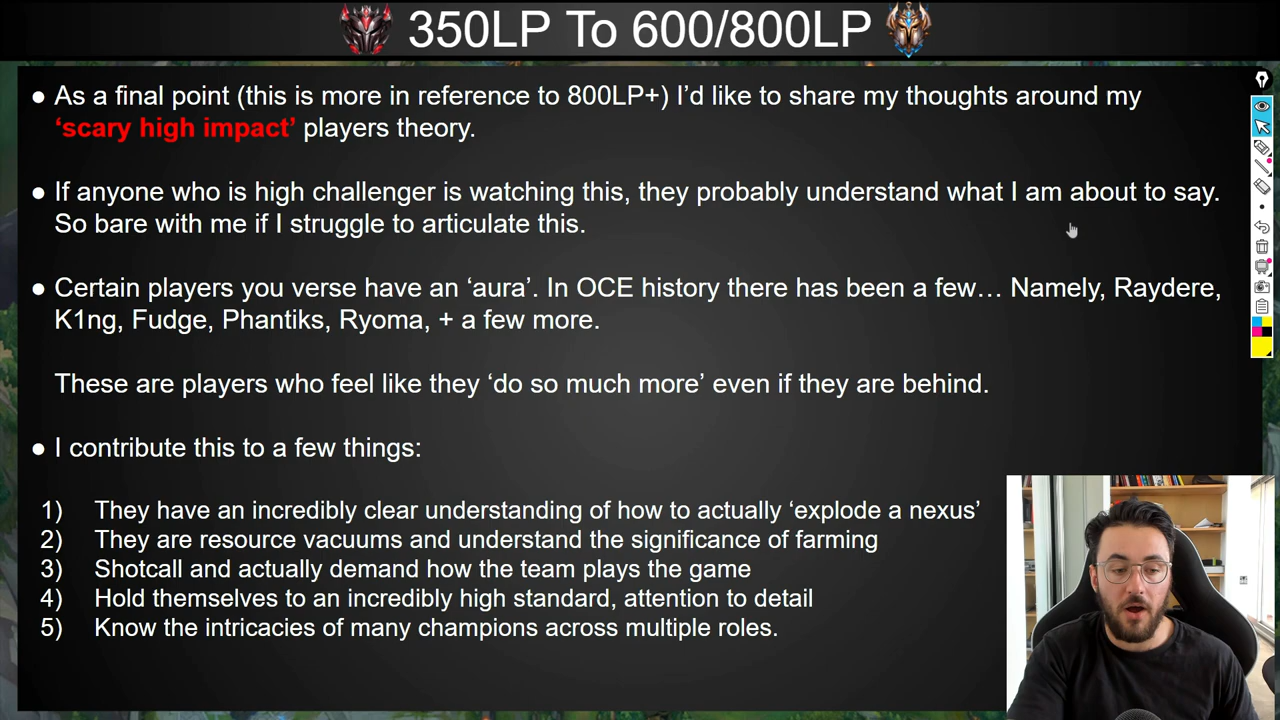 350LP To 600/800LP
● As a final point (this is more in reference to 800LP+) I'd like to share my thoughts around my
'scary high impact' players theory.
● If anyone who is high challenger is watching this, they probably understand what I am about to say.
So bare with me if I struggle to articulate this.
● Certain players you verse have an 'aura'. In OCE history there has been a few… Namely, Raydere,
K1ng, Fudge, Phantiks, Ryoma, + a few more.
These are players who feel like they 'do so much more' even if they are behind.
● I contribute this to a few things:
1) They have an incredibly clear understanding of how to actually 'explode a nexus'
2) They are resource vacuums and understand the significance of farming
3) Shotcall and actually demand how the team plays the game
4) Hold themselves to an incredibly high standard, attention to detail
5) Know the intricacies of many champions across multiple roles.